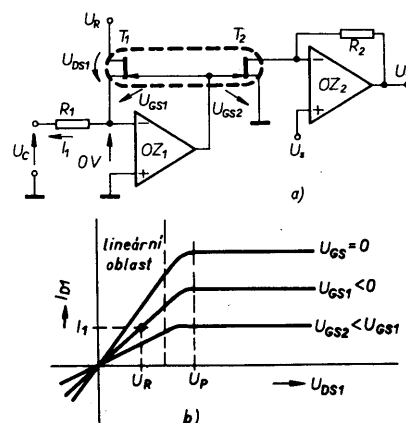 U_R
T_1
T_2
R_2
U_DS1
U_GS1
U_GS2
OZ_2
R_1
U_C
I_1
0V
OZ_1
U_s
U
a)
lineární
oblast
U_GS = 0
I_D1
U_GS1 < 0
I_1
U_GS2 < U_GS1
U_R
U_P
U_DS1
b)